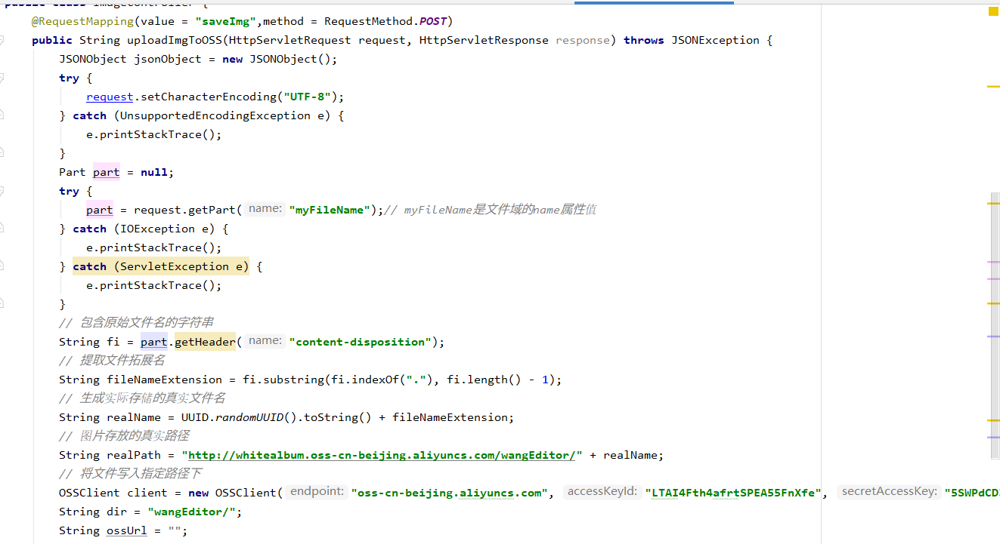 public class ImageController {
@RequestMapping(value = "saveImg",method = RequestMethod.POST)
public String uploadImgToOSS(HttpServletRequest request, HttpServletResponse response) throws JSONException {
JSONObject jsonObject = new JSONObject();
try {
request.setCharacterEncoding("UTF-8");
} catch (UnsupportedEncodingException e) {
e.printStackTrace();
}
Part part = null;
try {
part = request.getPart( name: "myFileName");// myFileName是文件域的name属性值
} catch (IOException e) {
e.printStackTrace();
} catch (ServletException e) {
e.printStackTrace();
}
// 包含原始文件名的字符串
String fi = part.getHeader( name: "content-disposition");
// 提取文件拓展名
String fileNameExtension = fi.substring(fi.indexOf("."), fi.length() - 1);
// 生成实际存储的真实文件名
String realName = UUID.randomUUID().toString() + fileNameExtension;
// 图片存放的真实路径
String realPath = "http://whitealbum.oss-cn-beijing.aliyuncs.com/wangEditor/" + realName;
// 将文件写入指定路径下
OSSClient client = new OSSClient( endpoint: "oss-cn-beijing.aliyuncs.com", accessKeyId: "LTAI4Fth4afrtSPEA55FnXfe", secretAccessKey: "5SWPdCD
String dir = "wangEditor/";
String ossUrl = "";